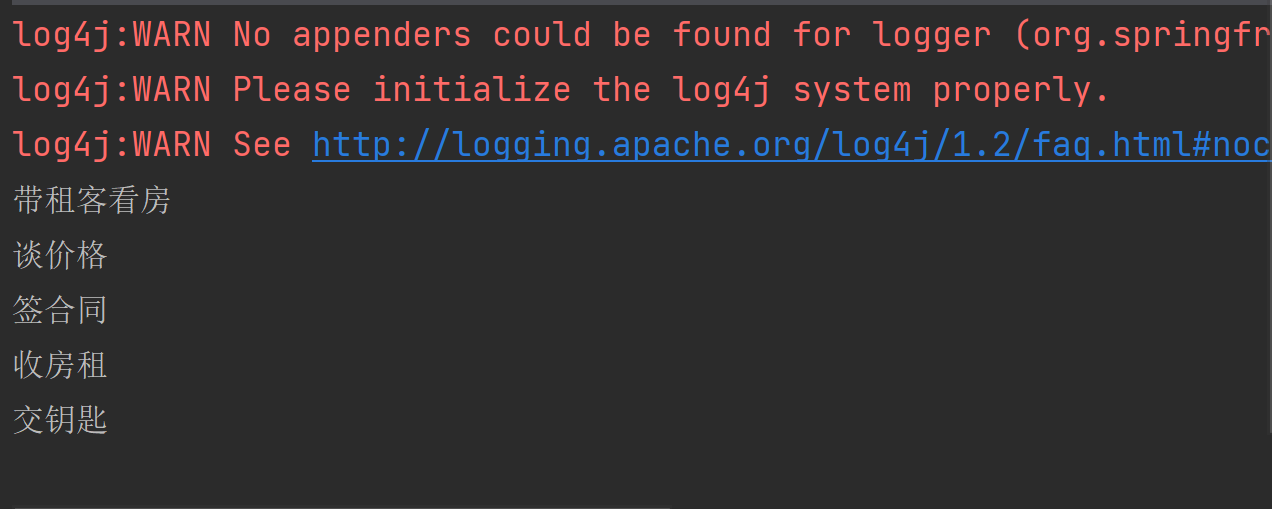 log4j:WARN No appenders could be found for logger (org.springfr
log4j:WARN Please initialize the log4j system properly.
log4j:WARN See http://logging.apache.org/log4j/1.2/faq.html#noc
带租客看房
谈价格
签合同
收房租
交钥匙